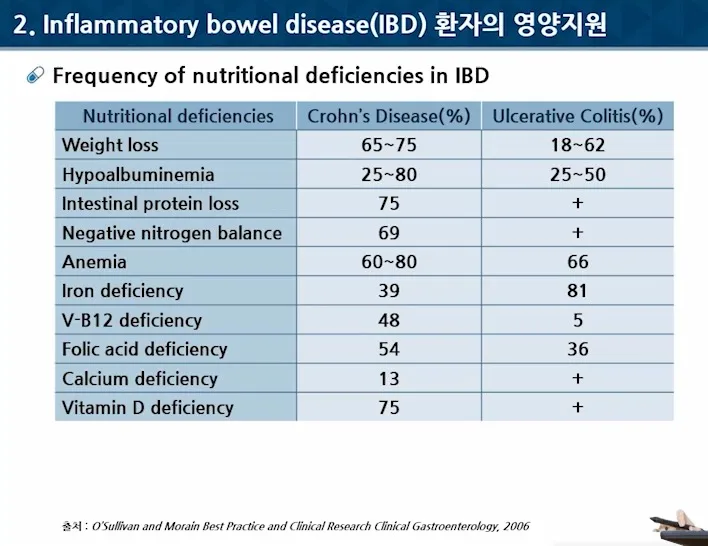 2. Inflammatory bowel disease(IBD) 환자의 영양지원
Frequency of nutritional deficiencies in IBD
Nutritional deficiencies Crohn's Disease(%) Ulcerative Colitis(%)
Weight loss 65~75 18~62
Hypoalbuminemia 25~80 25~50
Intestinal protein loss 75 +
Negative nitrogen balance 69 +
Anemia 60~80 66
Iron deficiency 39 81
V-B12 deficiency 48 5
Folic acid deficiency 54 36
Calcium deficiency 13 +
Vitamin D deficiency 75 +
출처 : O'Sullivan and Morain Best Practice and Clinical Research Clinical Gastroenterology, 2006